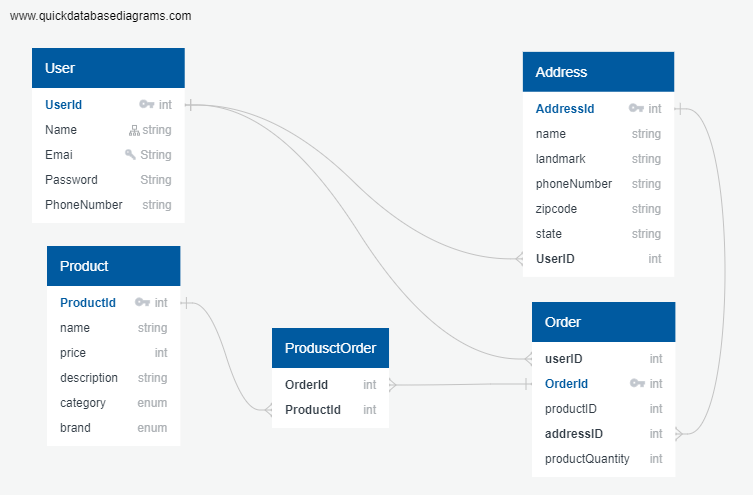 www.quickdatabasediagrams.com
User
UserId int
Name string
Emai String
Password String
PhoneNumber string
Address
AddressId int
name string
landmark string
phoneNumber string
zipcode string
state string
UserID int
Product
ProductId int
name string
price int
description string
category enum
brand enum
ProdusctOrder
OrderId int
ProductId int
Order
userID int
OrderId int
productID int
addressID int
productQuantity int